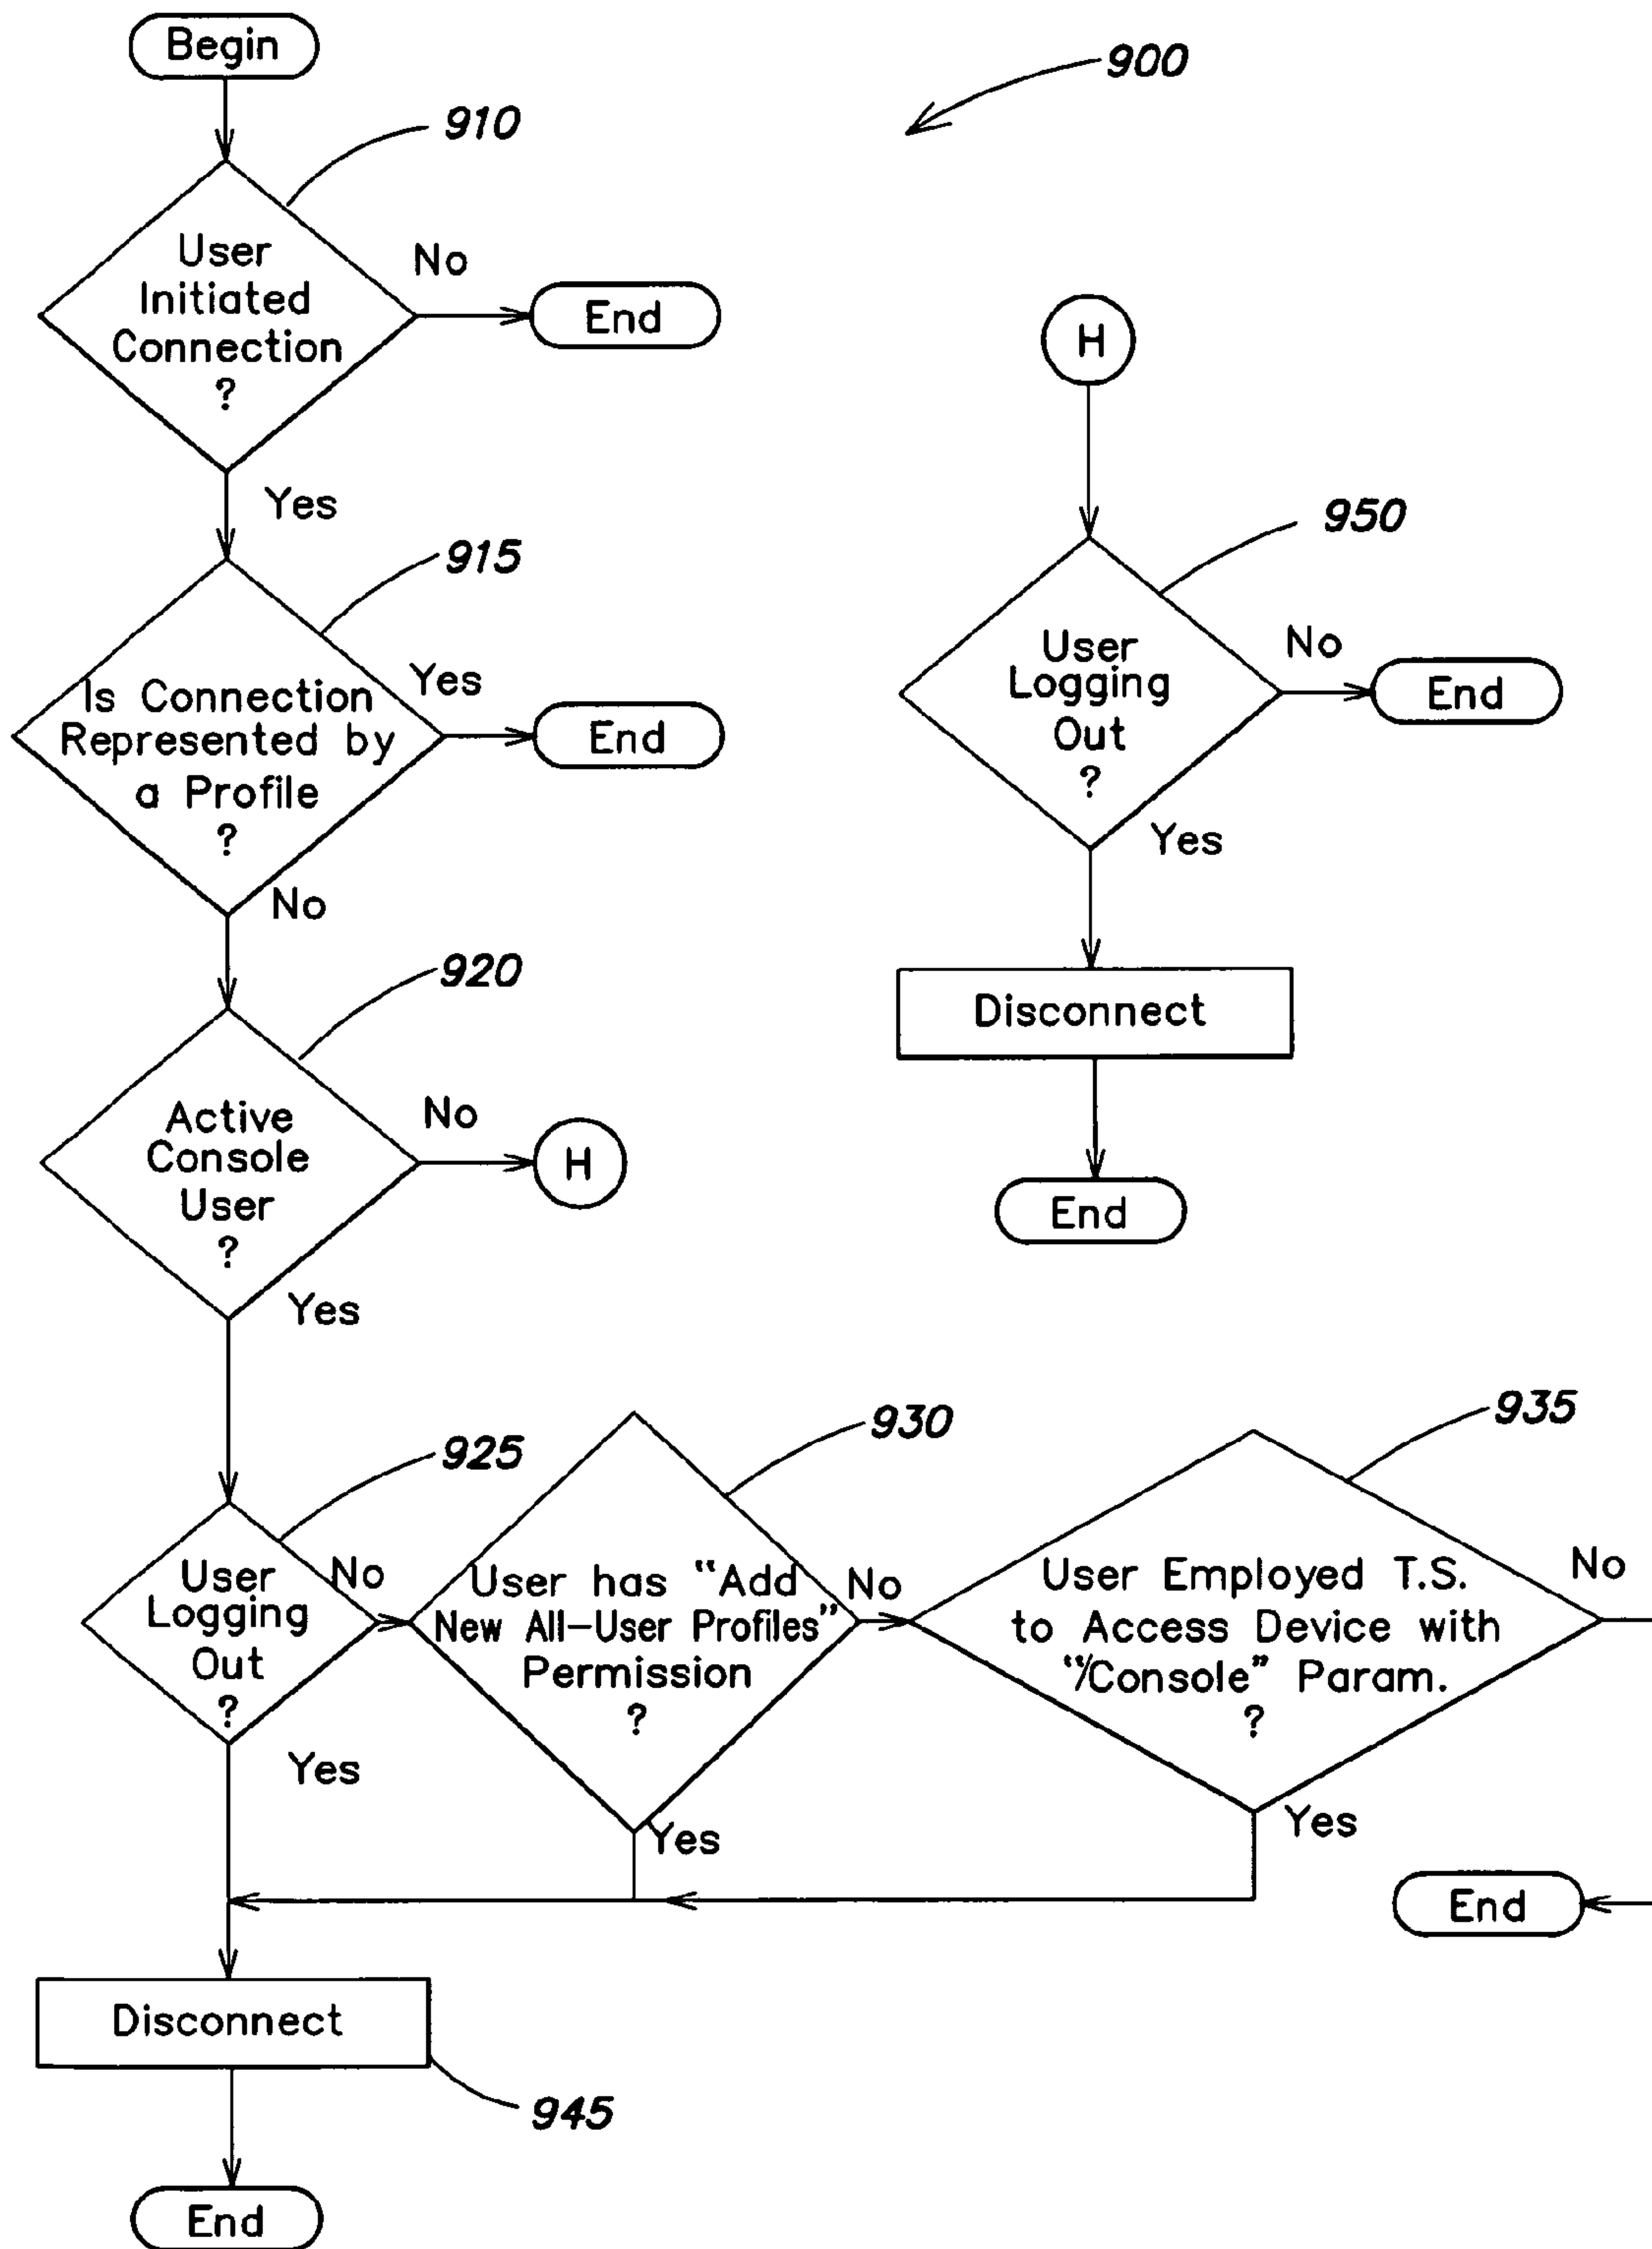 Begin
900
910
User
Initiated
Connection
?
No
End
Yes
915
Is Connection
Represented by
a Profile
?
Yes
End
No
920
Active
Console
User
?
No
H
Yes
925
User
Logging
Out
?
No
Yes
930
User has "Add
New All-User Profiles"
Permission
?
No
Yes
935
User Employed T.S.
to Access Device with
"/Console" Param.
?
No
Yes
End
Disconnect
945
End
H
950
User
Logging
Out
?
No
End
Yes
Disconnect
End